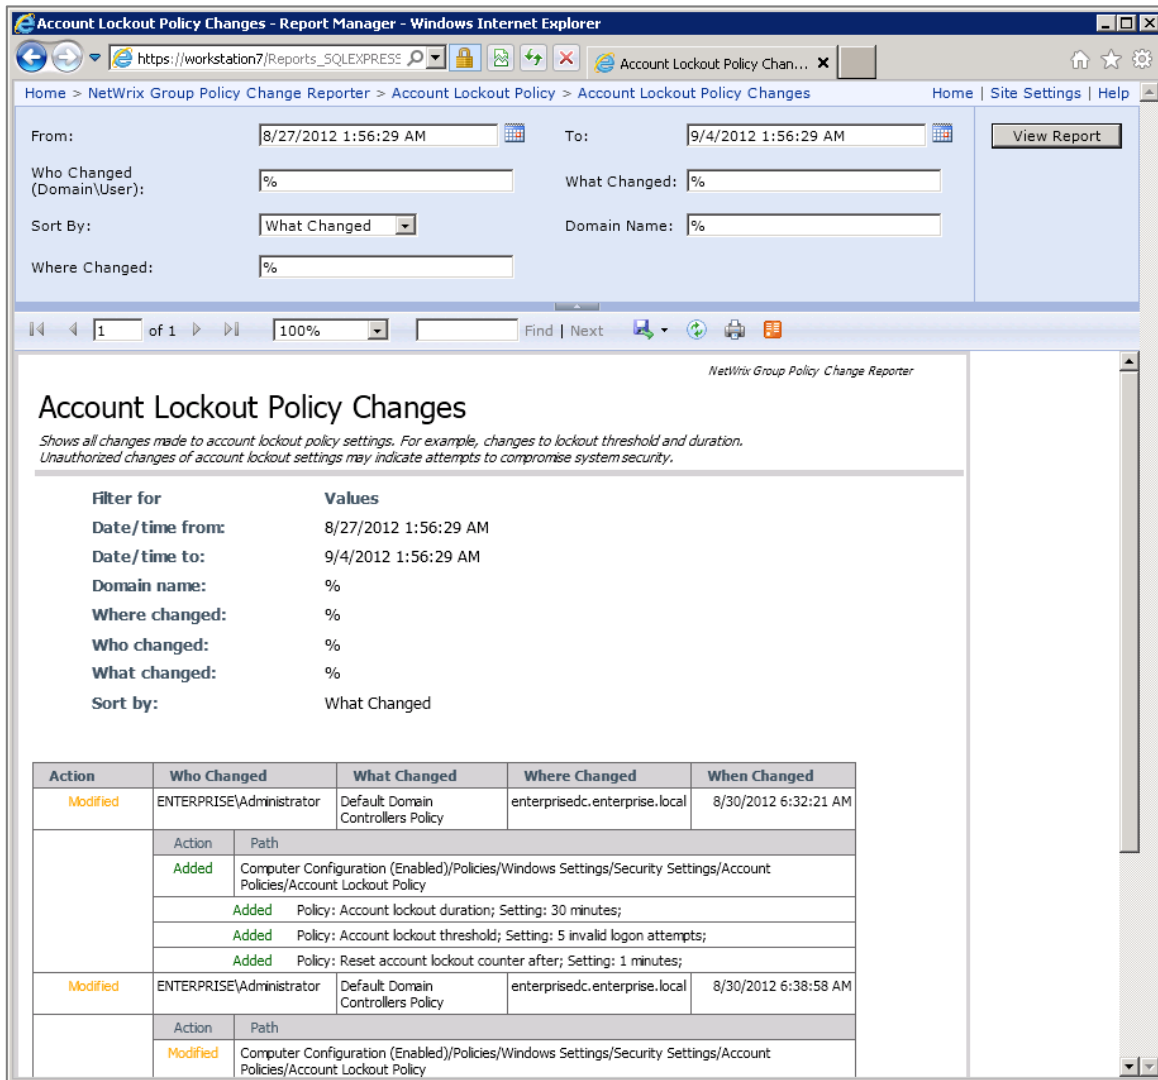 Account Lockout Policy Changes - Report Manager - Windows Internet Explorer
https://workstation7/Reports_SQLEXPRESS
Account Lockout Policy Chan...
Home > NetWrix Group Policy Change Reporter > Account Lockout Policy > Account Lockout Policy Changes Home | Site Settings | Help
From: 8/27/2012 1:56:29 AM To: 9/4/2012 1:56:29 AM View Report
Who Changed
(Domain\User): % What Changed: %
Sort By: What Changed Domain Name: %
Where Changed: %
1 of 1 100% Find | Next
NetWrix Group Policy Change Reporter
Account Lockout Policy Changes
Shows all changes made to account lockout policy settings. For example, changes to lockout threshold and duration.
Unauthorized changes of account lockout settings may indicate attempts to compromise system security.
Filter for Values
Date/time from: 8/27/2012 1:56:29 AM
Date/time to: 9/4/2012 1:56:29 AM
Domain name: %
Where changed: %
Who changed: %
What changed: %
Sort by: What Changed
Action Who Changed What Changed Where Changed When Changed
Modified ENTERPRISE\Administrator Default Domain enterprisedc.enterprise.local 8/30/2012 6:32:21 AM
Controllers Policy
Action Path
Added Computer Configuration (Enabled)/Policies/Windows Settings/Security Settings/Account
Policies/Account Lockout Policy
Added Policy: Account lockout duration; Setting: 30 minutes;
Added Policy: Account lockout threshold; Setting: 5 invalid logon attempts;
Added Policy: Reset account lockout counter after; Setting: 1 minutes;
Modified ENTERPRISE\Administrator Default Domain enterprisedc.enterprise.local 8/30/2012 6:38:58 AM
Controllers Policy
Action Path
Modified Computer Configuration (Enabled)/Policies/Windows Settings/Security Settings/Account
Policies/Account Lockout Policy